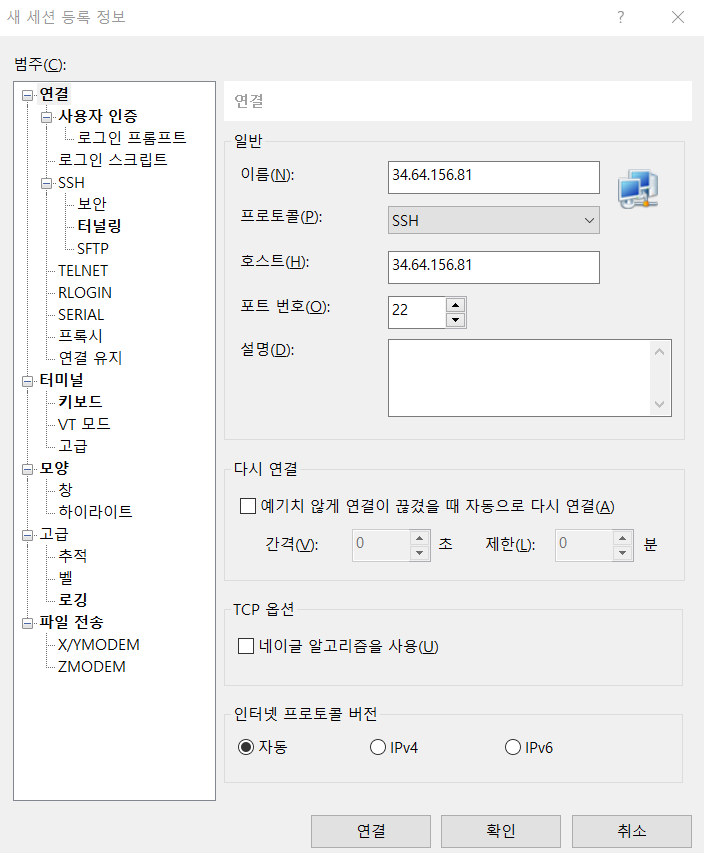 새 세션 등록 정보
?
범주(C):
연결
사용자 인증
로그인 프롬프트
로그인 스크립트
SSH
보안
터널링
SFTP
TELNET
RLOGIN
SERIAL
프록시
연결 유지
터미널
키보드
VT 모드
고급
모양
창
하이라이트
고급
추적
벨
로깅
파일 전송
X/YMODEM
ZMODEM
연결
일반
이름(N): 34.64.156.81
프로토콜(P): SSH
호스트(H): 34.64.156.81
포트 번호(O): 22
설명(D):
다시 연결
예기치 않게 연결이 끊겼을 때 자동으로 다시 연결(A)
간격(V): 0 초 제한(L): 0 분
TCP 옵션
네이글 알고리즘을 사용(U)
인터넷 프로토콜 버전
자동 IPv4 IPv6
연결 확인 취소